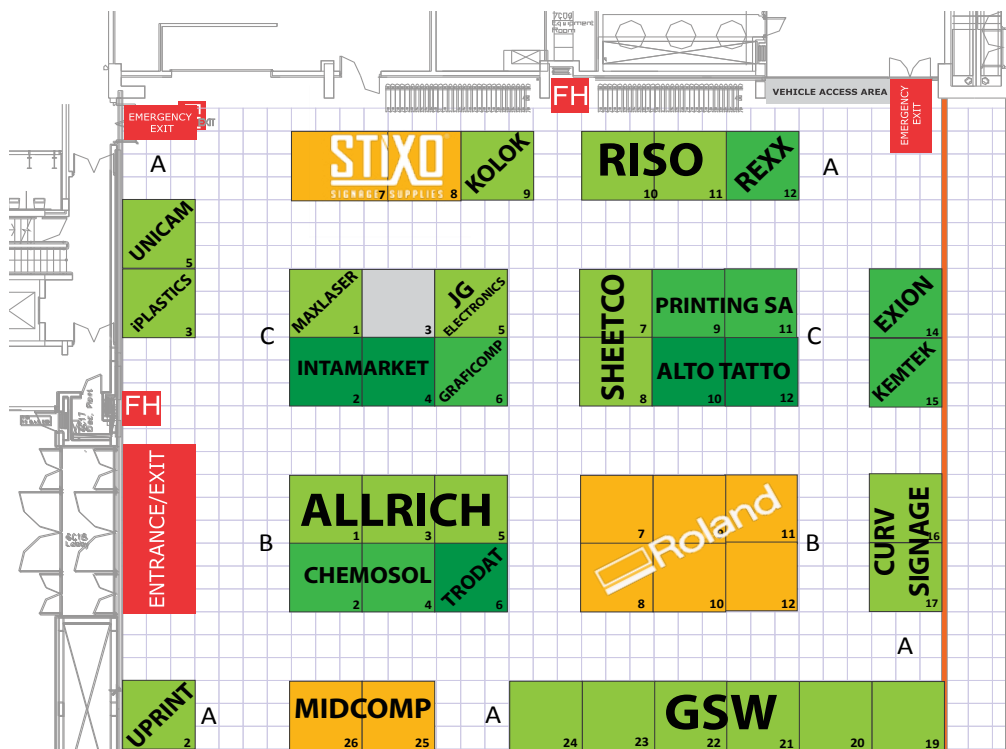 Equipment
Room
VEHICLE ACCESS AREA
FH
EMERGENCY
EXIT
EMERGENCY
EXIT
A
STIXO
SIGNAGE SUPPLIES
7
8
KOLOK
9
RISO
10
11
REXX
12
A
UNICAM
5
iPLASTICS
3
C
MAXLASER
1
3
JG
ELECTRONICS
5
INTAMARKET
2
4
GRAFICOMP
6
SHEETCO
7
8
PRINTING SA
9
11
ALTO TATTO
10
12
C
EXION
14
KEMTEK
15
FH
ENTRANCE/EXIT
B
ALLRICH
1
3
5
CHEMOSOL
2
4
TRODAT
6
Roland
7
9
11
8
10
12
B
CURV
SIGNAGE
16
17
A
UPRINT
2
A
MIDCOMP
26
25
A
GSW
24
23
22
21
20
19